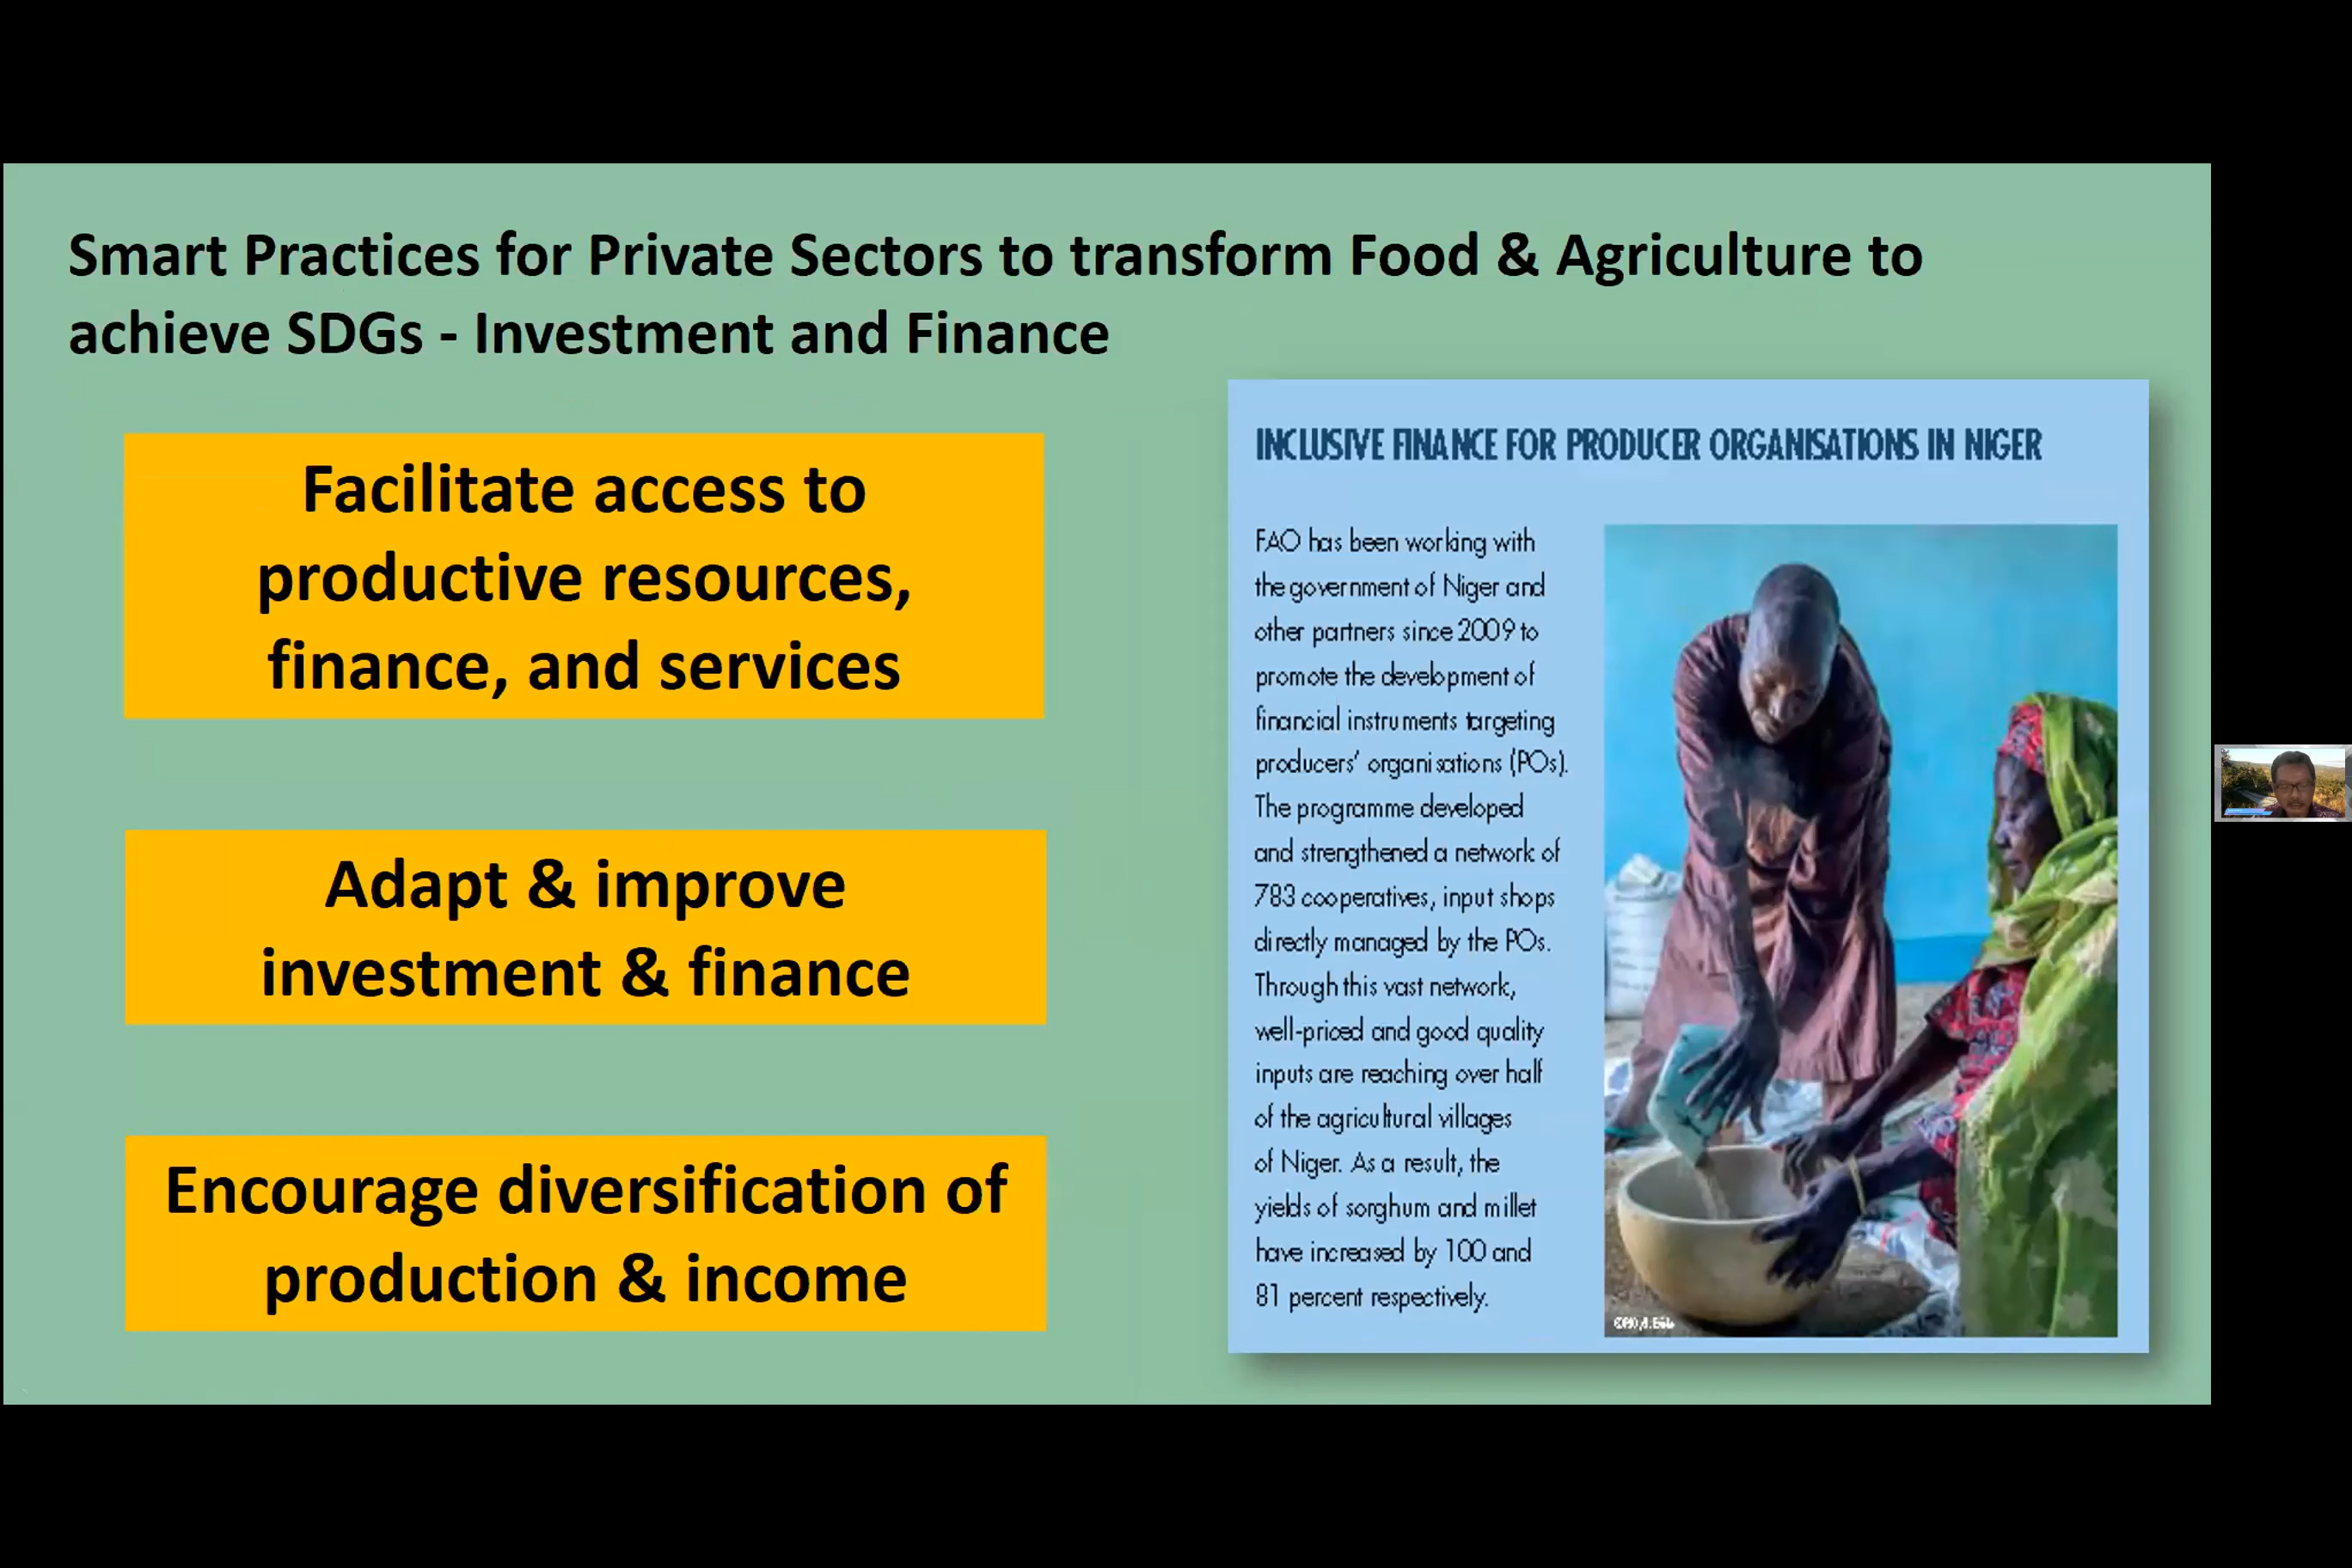 Smart Practices for Private Sectors to transform Food & Agriculture to
achieve SDGs - Investment and Finance
Facilitate access to
productive resources,
finance, and services
Adapt & improve
investment & finance
Encourage diversification of
production & income
INCLUSIVE FINANCE FOR PRODUCER ORGANISATIONS IN NIGER
FAO has been working with
the government of Niger and
other partners since 2009 to
promote the development of
financial instruments targeting
producers' organisations (POs).
The programme developed
and strengthened a network of
783 cooperatives, input shops
directly managed by the POs.
Through this vast network,
well-priced and good quality
inputs are reaching over half
of the agricultural villages
of Niger. As a result, the
yields of sorghum and millet
have increased by 100 and
81 percent respectively.